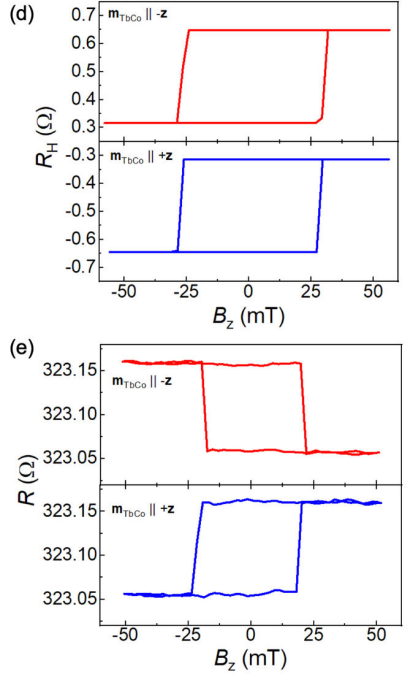 (d)
m_TbCo || -z
0.7
0.6
0.5
0.4
0.3
m_TbCo || +z
-0.3
-0.4
-0.5
-0.6
-0.7
R_H (Ω)
-50 -25 0 25 50
B_z (mT)
(e)
323.15
m_TbCo || -z
323.10
323.05
m_TbCo || +z
323.15
323.10
323.05
R (Ω)
-50 -25 0 25 50
B_z (mT)